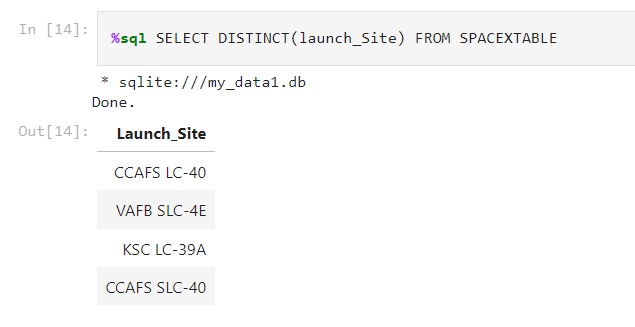 In [14]: %sql SELECT DISTINCT(launch_Site) FROM SPACEXTABLE
* sqlite:///my_data1.db
Done.
Out[14]: Launch_Site
CCAFS LC-40
VAFB SLC-4E
KSC LC-39A
CCAFS SLC-40